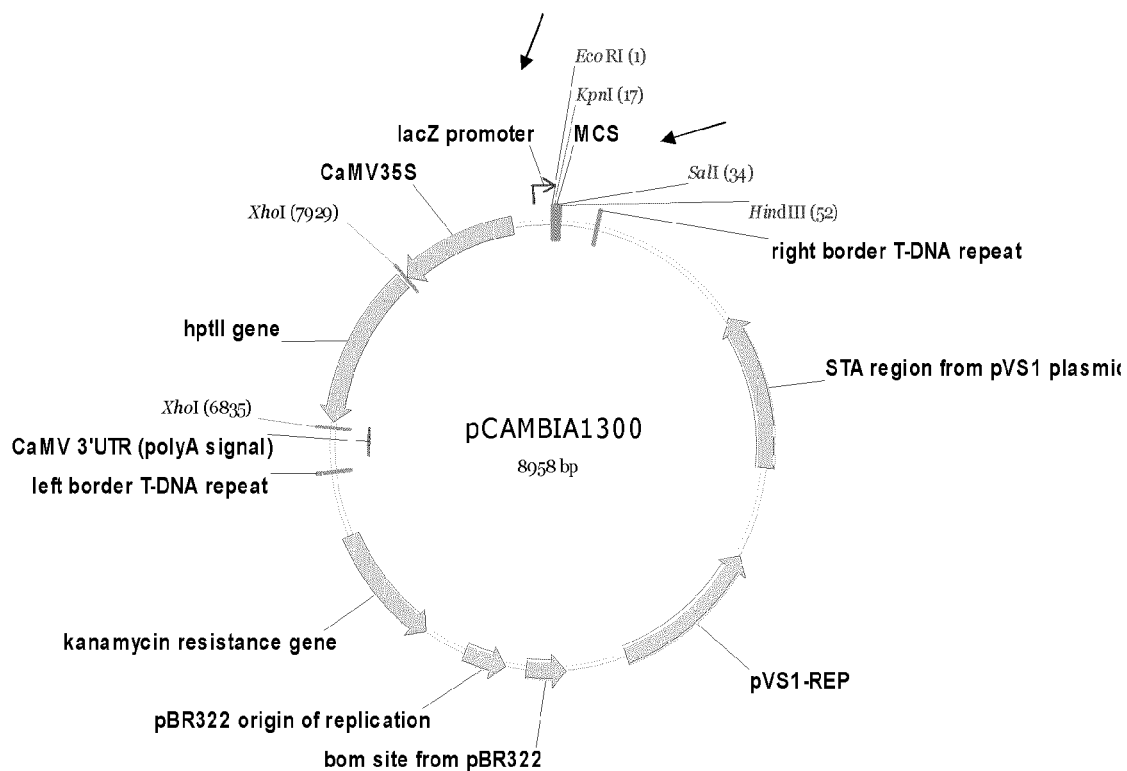 EcoRI (1)
KpnI (17)
lacZ promoter
MCS
SalI (34)
CaMV35S
XhoI (7929)
HindIII (52)
right border T-DNA repeat
hptII gene
STA region from pVS1 plasmid
XhoI (6835)
pCAMBIA1300
CaMV 3'UTR (polyA signal)
8958 bp
left border T-DNA repeat
kanamycin resistance gene
pVS1-REP
pBR322 origin of replication
bom site from pBR322